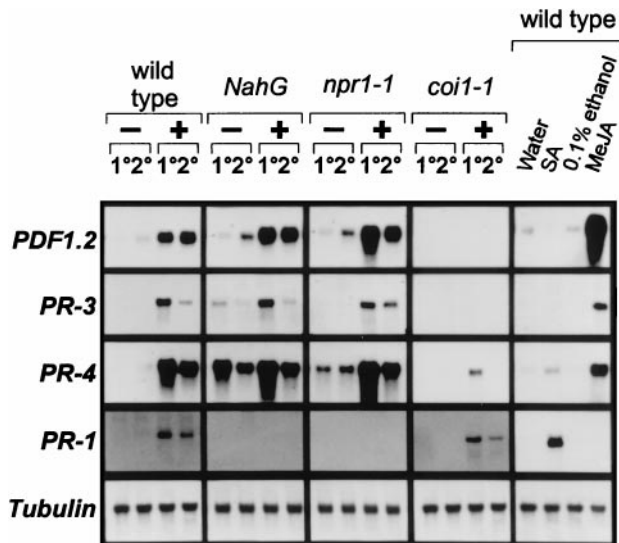 wild type
wild
type
NahG npr1-1 coi1-1
− + − + − + − +
Water
SA
0.1% ethanol
MeJA
1°2° 1°2° 1°2° 1°2° 1°2° 1°2° 1°2° 1°2°
PDF1.2
PR-3
PR-4
PR-1
Tubulin